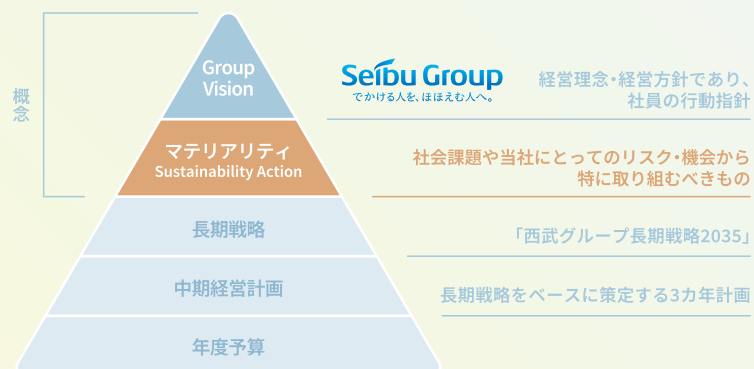 概念
Group
Vision
Seibu Group
でかける人を、ほほえむ人へ。
経営理念・経営方針であり、
社員の行動指針
マテリアリティ
Sustainability Action
社会課題や当社にとってのリスク・機会から
特に取り組むべきもの
長期戦略
「西武グループ長期戦略2035」
中期経営計画
長期戦略をベースに策定する3カ年計画
年度予算